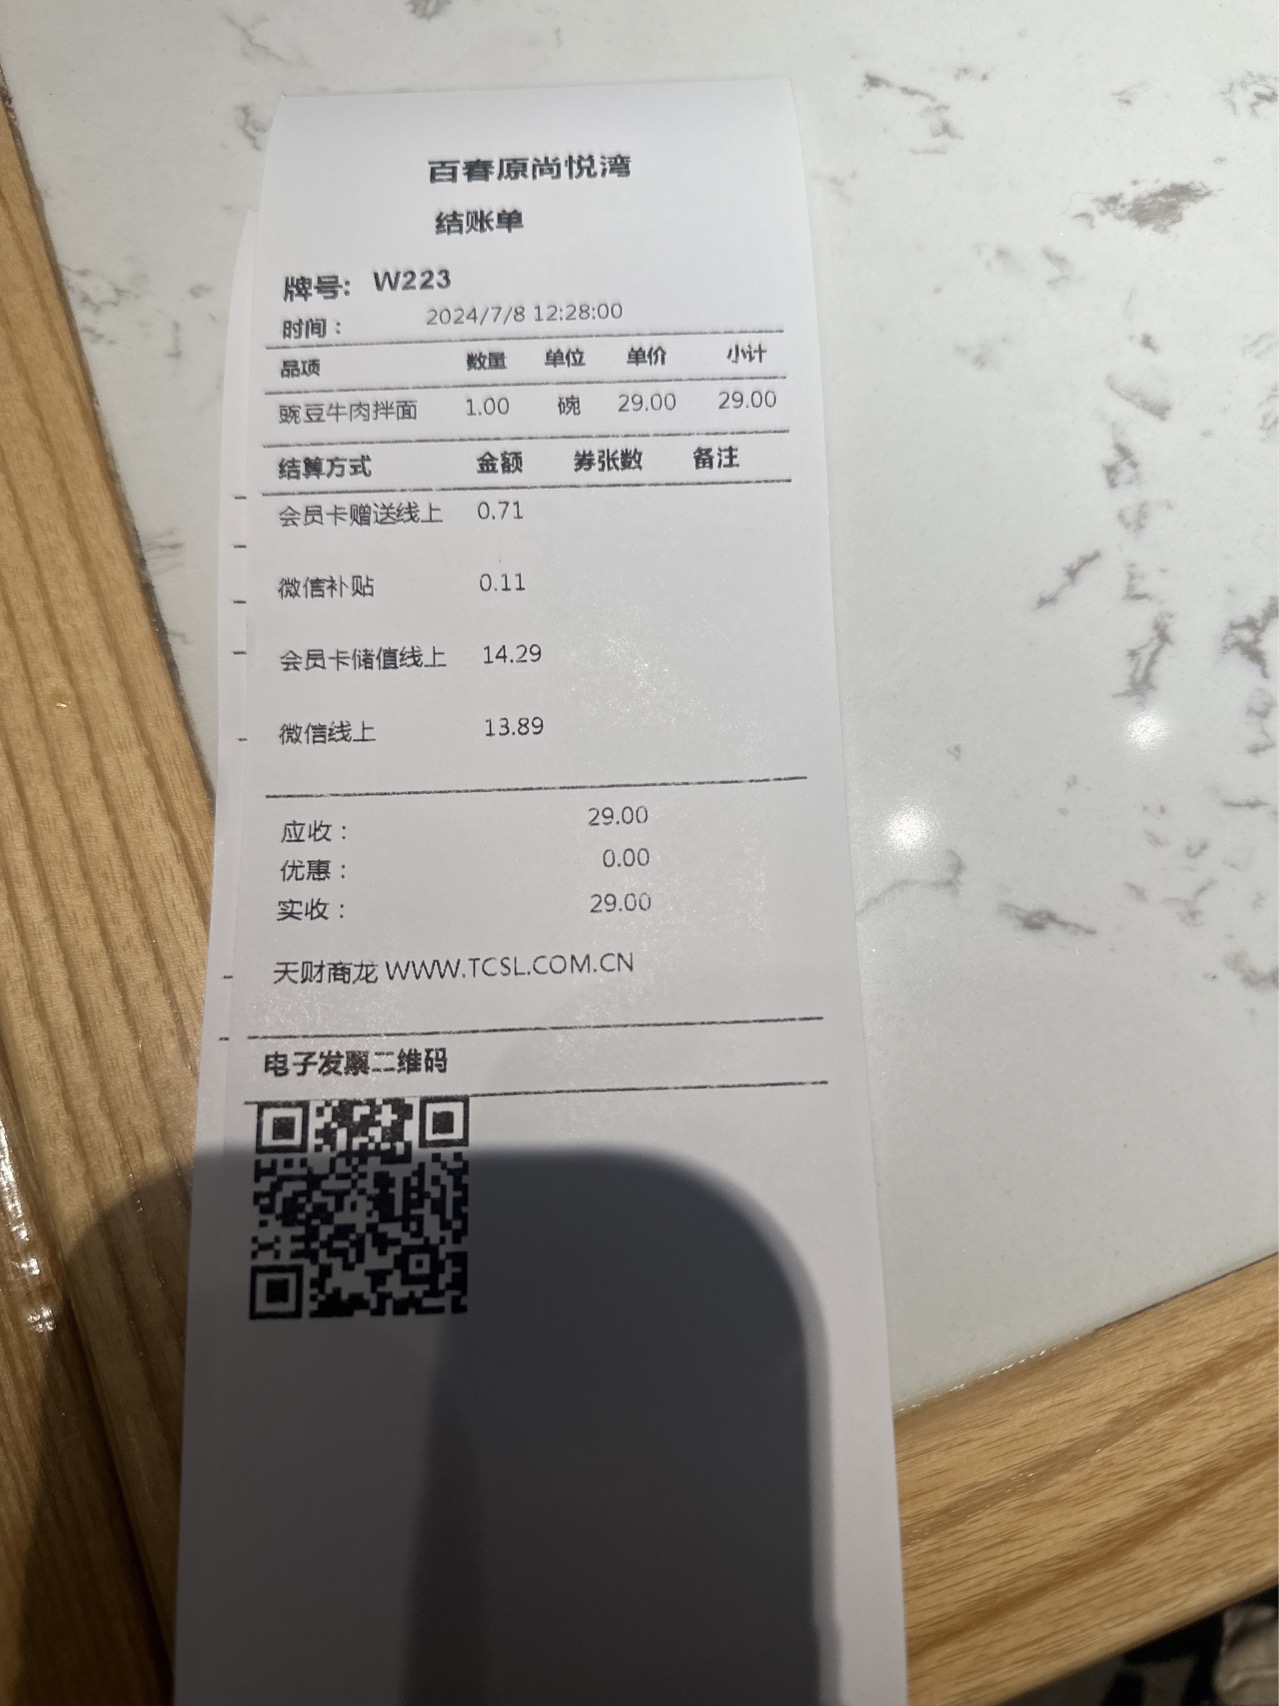 百春原尚悦湾
结账单
牌号: W223
时间： 2024/7/8 12:28:00
品项 数量 单位 单价 小计
豌豆牛肉拌面 1.00 碗 29.00 29.00
结算方式 金额 券张数 备注
会员卡赠送线上 0.71
微信补贴 0.11
会员卡储值线上 14.29
微信线上 13.89
应收： 29.00
优惠： 0.00
实收： 29.00
天财商龙 WWW.TCSL.COM.CN
电子发票二维码